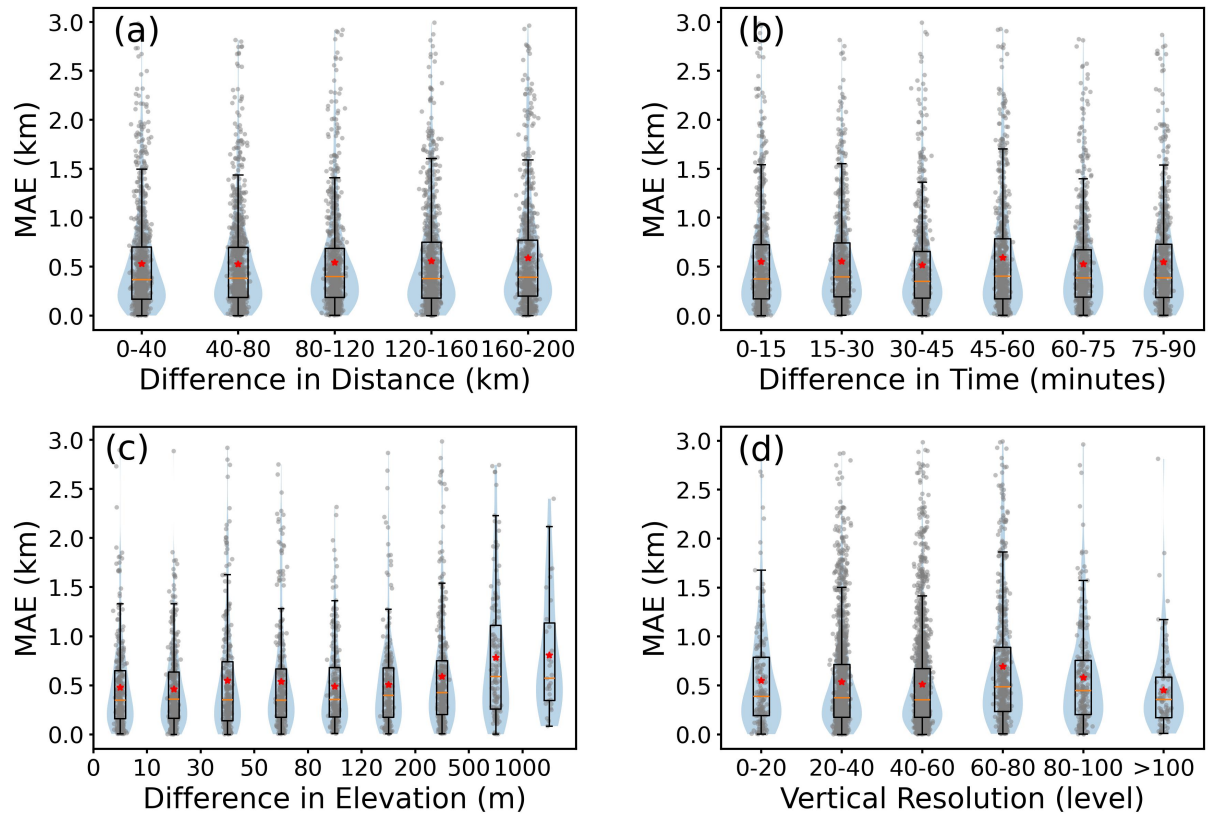 (a)
3.0
2.5
2.0
1.5
1.0
0.5
0.0
MAE (km)
0-40 40-80 80-120 120-160 160-200
Difference in Distance (km)
(b)
3.0
2.5
2.0
1.5
1.0
0.5
0.0
MAE (km)
0-15 15-30 30-45 45-60 60-75 75-90
Difference in Time (minutes)
(c)
3.0
2.5
2.0
1.5
1.0
0.5
0.0
MAE (km)
0 10 30 50 80 120 200 500 1000
Difference in Elevation (m)
(d)
3.0
2.5
2.0
1.5
1.0
0.5
0.0
MAE (km)
0-20 20-40 40-60 60-80 80-100 >100
Vertical Resolution (level)